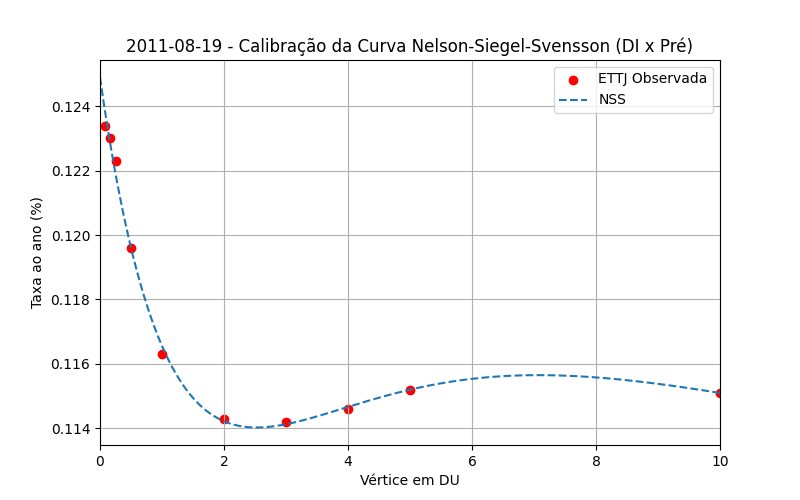 2011-08-19 - Calibração da Curva Nelson-Siegel-Svensson (DI x Pré)
ETTJ Observada
NSS
Taxa ao ano (%)
0.124
0.122
0.120
0.118
0.116
0.114
0 2 4 6 8 10
Vértice em DU